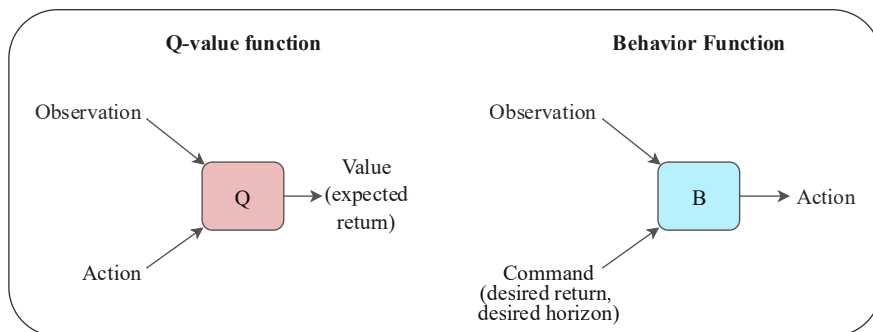 Q-value function
Observation
Q
Value
(expected
return)
Action
Behavior Function
Observation
B
Action
Command
(desired return,
desired horizon)